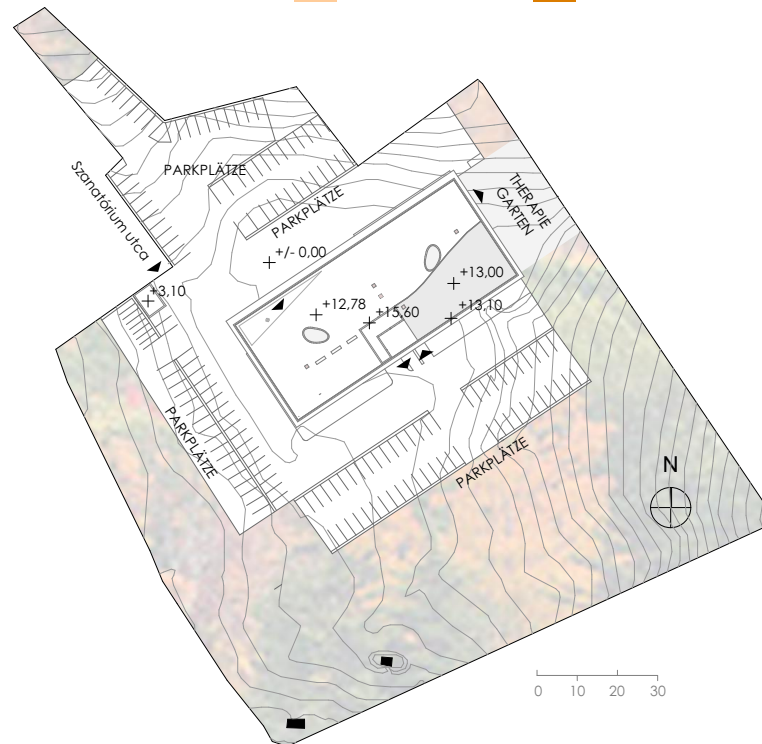 PARKPLÄTZE
Szanatórium utca
PARKPLÄTZE
THERAPIE
GARTEN
+/- 0,00
+3,10
+13,00
+12,78
+15,60
+13,10
PARKPLÄTZE
PARKPLÄTZE
N
0 10 20 30